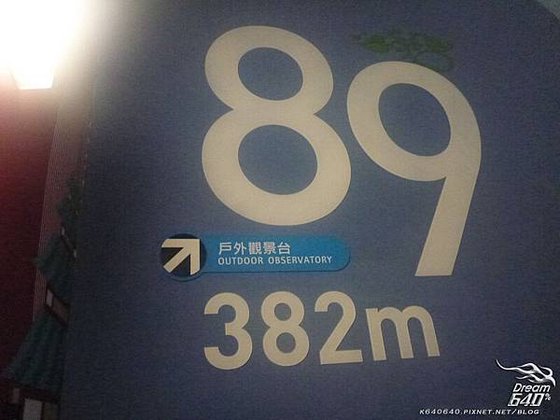 89
戶外觀景台
OUTDOOR OBSERVATORY
382m
Dream
640
K640640.PIXNET.NET/BLOG